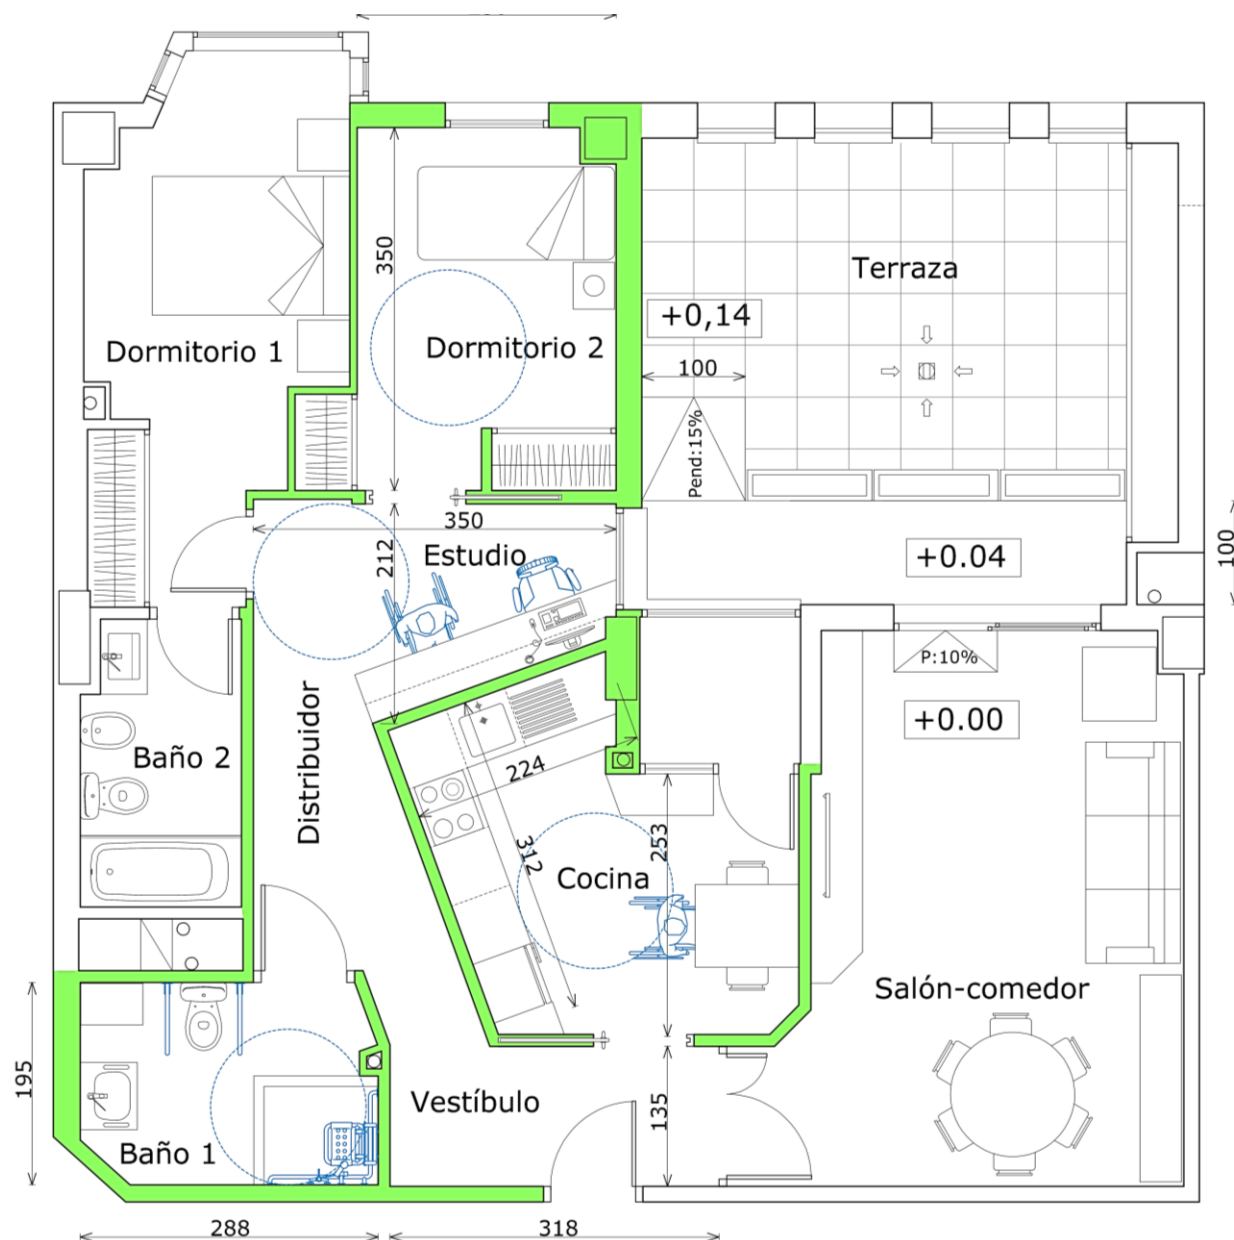 350
Terraza
+0,14
Dormitorio 1
Dormitorio 2
100
Pend:15%
350
212
Estudio
+0.04
100
P:10%
+0.00
Distribuidor
Baño 2
224
312
253
Cocina
Salón-comedor
195
Vestíbulo
135
Baño 1
288
318